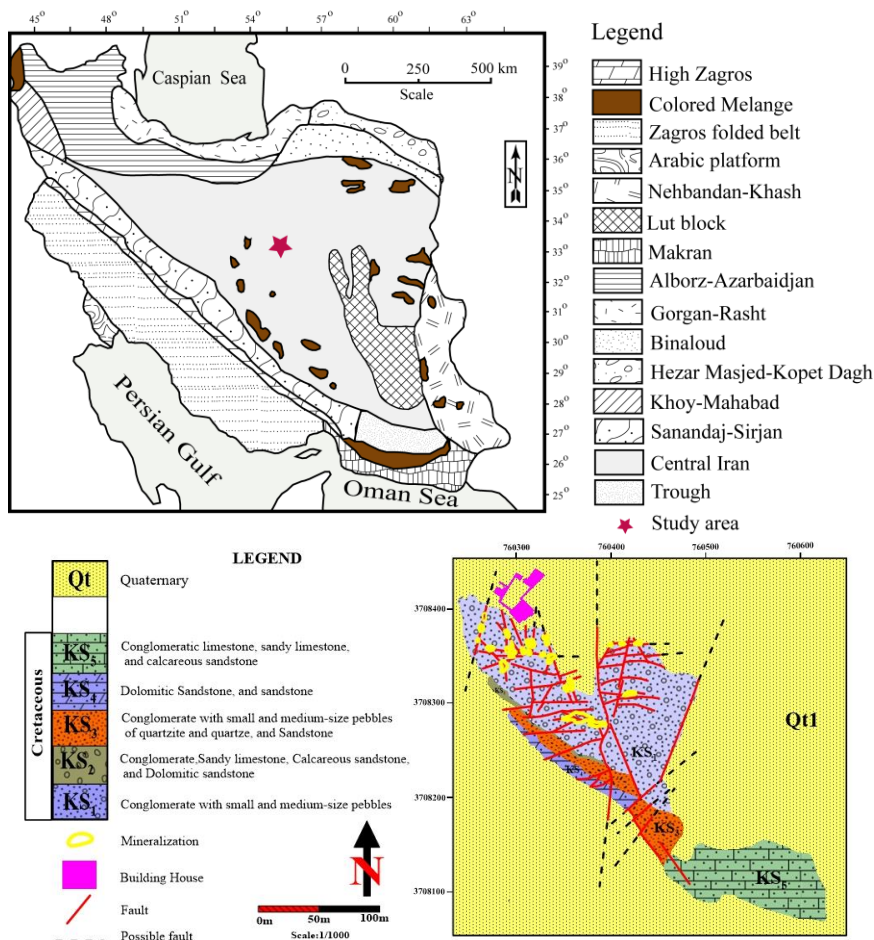 45° 48° 51° 54° 57° 60° 63°
Caspian Sea
0 250 500 km
Scale
N
39°
38°
37°
36°
35°
34°
33°
32°
31°
30°
29°
28°
27°
26°
25°
Persian Gulf
Oman Sea
Legend
High Zagros
Colored Melange
Zagros folded belt
Arabic platform
Nehbandan-Khash
Lut block
Makran
Alborz-Azarbaidjan
Gorgan-Rasht
Binaloud
Hezar Masjed-Kopet Dagh
Khoy-Mahabad
Sanandaj-Sirjan
Central Iran
Trough
Study area
LEGEND
Qt Quaternary
Cretaceous
KS5 Conglomeratic limestone, sandy limestone,
and calcareous sandstone
KS4 Dolomitic Sandstone, and sandstone
KS3 Conglomerate with small and medium-size pebbles
of quartzite and quartze, and Sandstone
KS2 Conglomerate,Sandy limestone, Calcareous sandstone,
and Dolomitic sandstone
KS1 Conglomerate with small and medium-size pebbles
Mineralization
Building House
Fault
Possible fault
N
0m 50m 100m
Scale:1/1000
760300 760400 760500 760600
3708400
3708300
3708200
3708100
Qt1
KS5